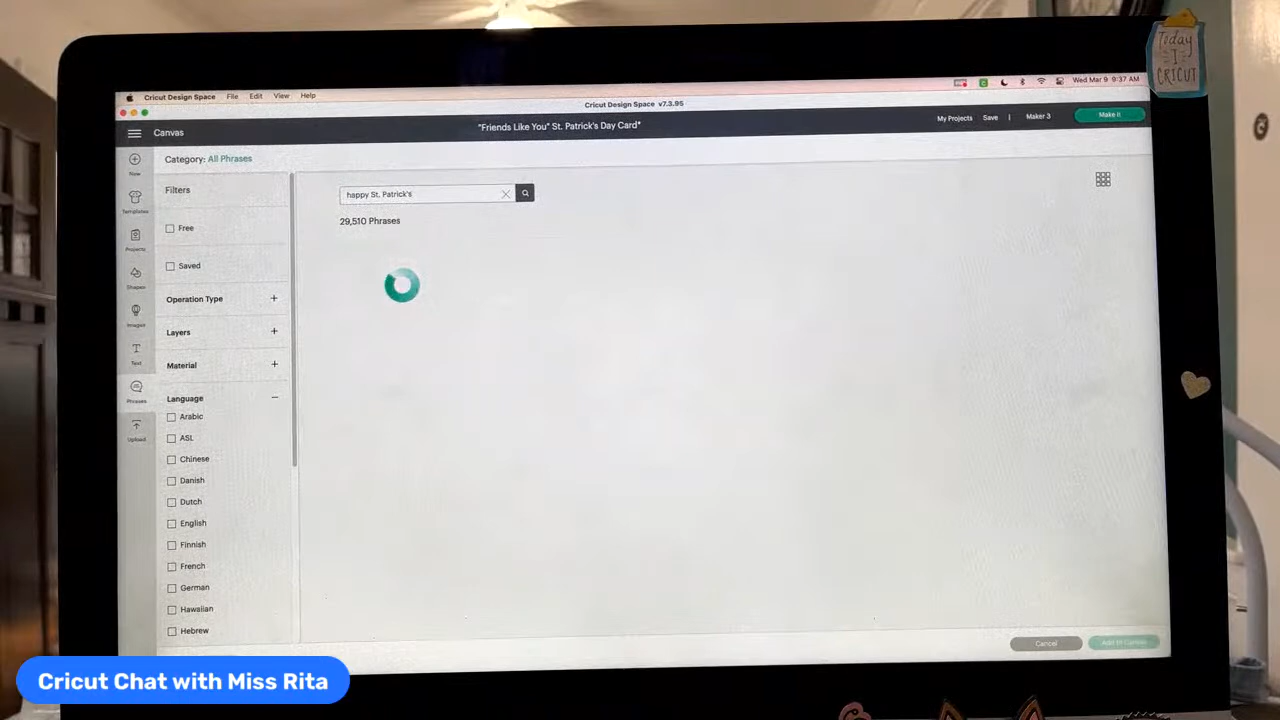 Today
I
CRICUT
Cricut Design Space File Edit View Help
Wed Mar 9 9:37 AM
Cricut Design Space v7.3.95
Canvas
"Friends Like You" St. Patrick's Day Card*
My Projects Save | Maker 3 Make It
Category: All Phrases
New
Templates
Projects
Shapes
Images
Text
Phrases
Upload
Filters
Free
Saved
Operation Type +
Layers +
Material +
Language −
Arabic
ASL
Chinese
Danish
Dutch
English
Finnish
French
German
Hawaiian
Hebrew
happy St. Patrick's
29,510 Phrases
Cancel Add to Canvas
Cricut Chat with Miss Rita